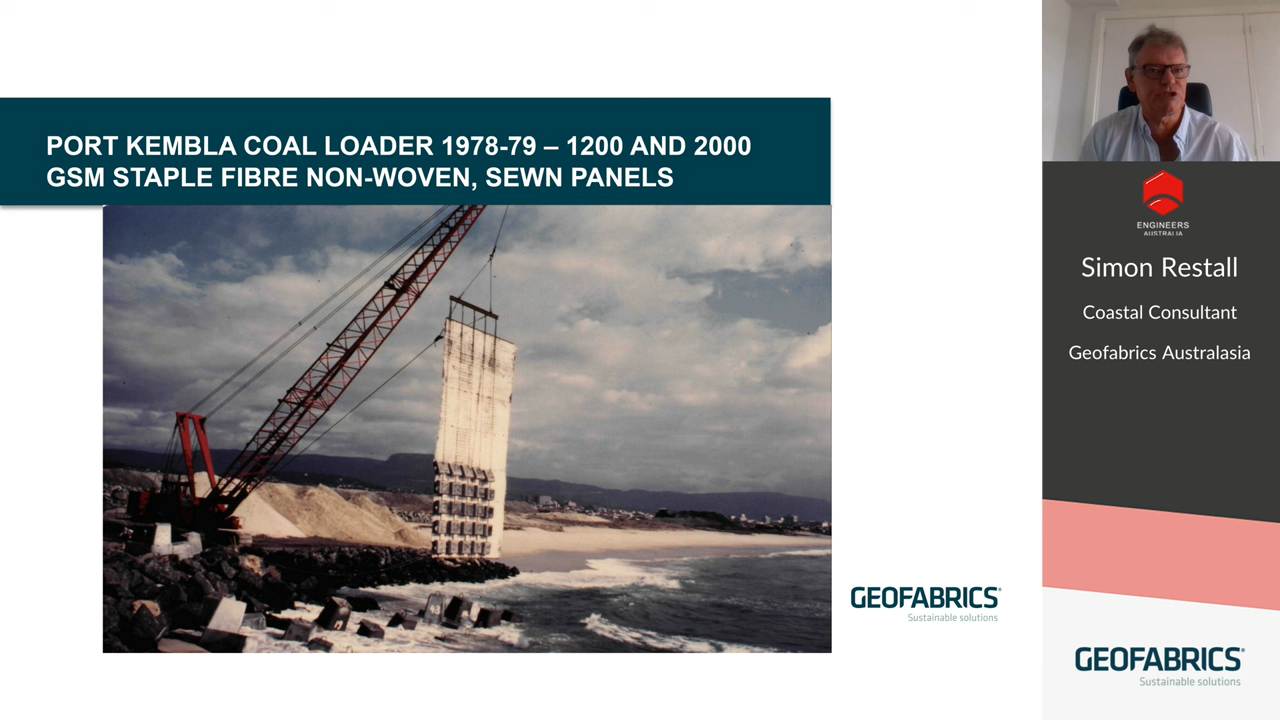 PORT KEMBLA COAL LOADER 1978-79 – 1200 AND 2000
GSM STAPLE FIBRE NON-WOVEN, SEWN PANELS
GEOFABRICS®
Sustainable solutions
ENGINEERS
AUSTRALIA
Simon Restall
Coastal Consultant
Geofabrics Australasia
GEOFABRICS®
Sustainable solutions